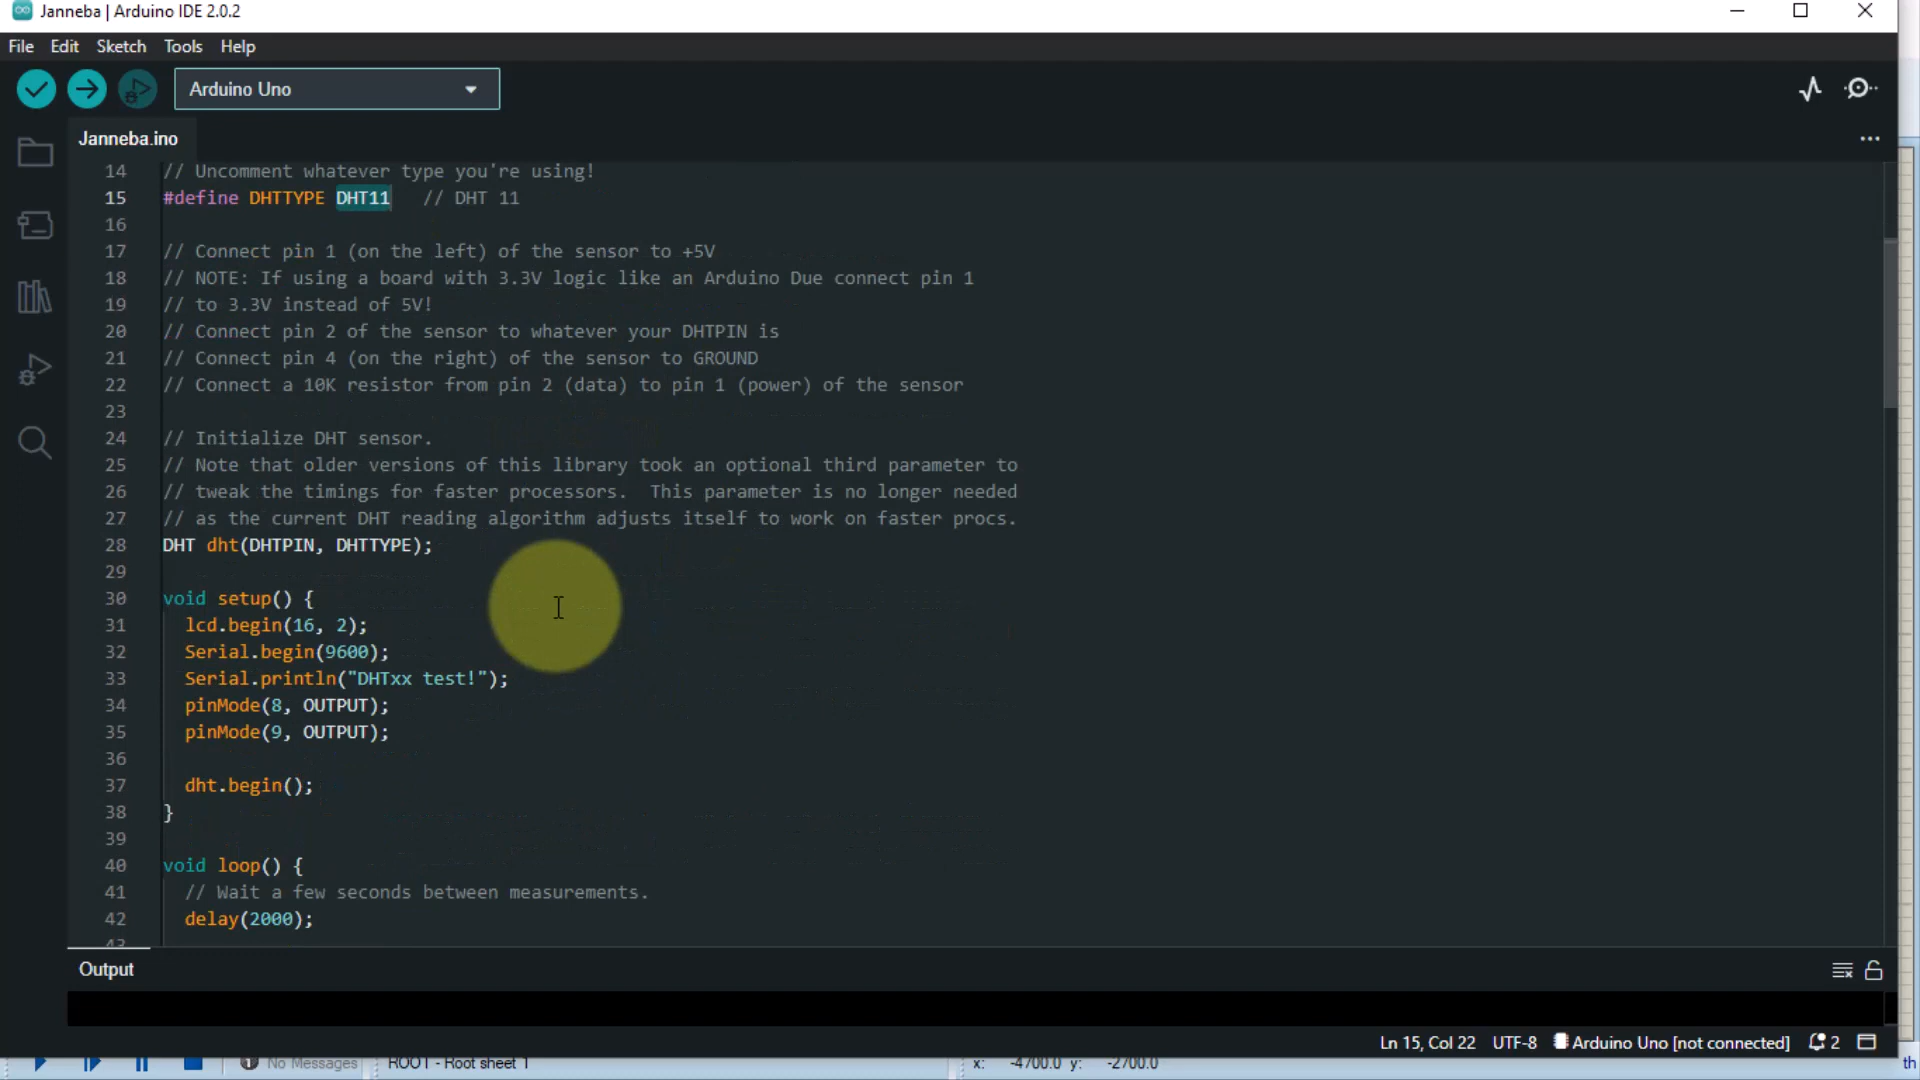 Janneba | Arduino IDE 2.0.2
File Edit Sketch Tools Help
Arduino Uno
Janneba.ino
14 // Uncomment whatever type you're using!
15 #define DHTTYPE DHT11   // DHT 11
16
17 // Connect pin 1 (on the left) of the sensor to +5V
18 // NOTE: If using a board with 3.3V logic like an Arduino Due connect pin 1
19 // to 3.3V instead of 5V!
20 // Connect pin 2 of the sensor to whatever your DHTPIN is
21 // Connect pin 4 (on the right) of the sensor to GROUND
22 // Connect a 10K resistor from pin 2 (data) to pin 1 (power) of the sensor
23
24 // Initialize DHT sensor.
25 // Note that older versions of this library took an optional third parameter to
26 // tweak the timings for faster processors.  This parameter is no longer needed
27 // as the current DHT reading algorithm adjusts itself to work on faster procs.
28 DHT dht(DHTPIN, DHTTYPE);
29
30 void setup() {
31   lcd.begin(16, 2);
32   Serial.begin(9600);
33   Serial.println("DHTxx test!");
34   pinMode(8, OUTPUT);
35   pinMode(9, OUTPUT);
36
37   dht.begin();
38 }
39
40 void loop() {
41   // Wait a few seconds between measurements.
42   delay(2000);
43
Output
Ln 15, Col 22 UTF-8 Arduino Uno [not connected] 2
No Messages ROOT - Root sheet 1 x: -4700.0 y: -2700.0 th